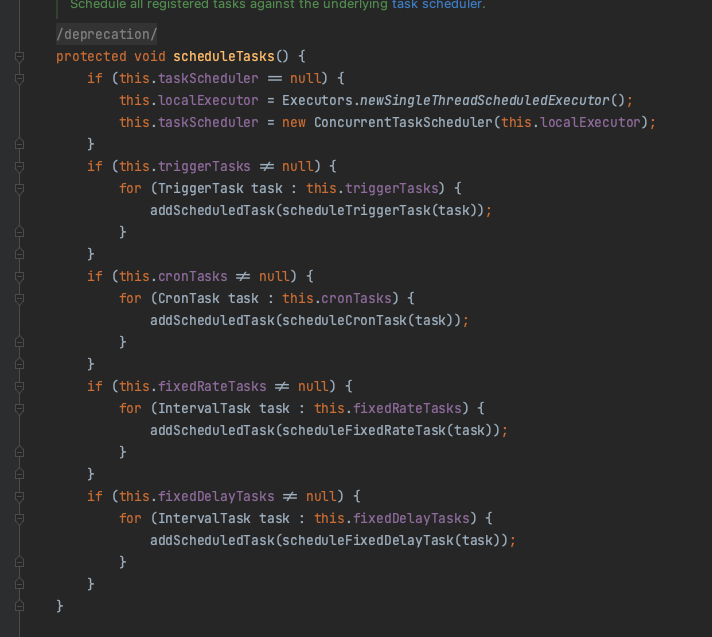 Schedule all registered tasks against the underlying task scheduler.
/deprecation/
protected void scheduleTasks() {
if (this.taskScheduler == null) {
this.localExecutor = Executors.newSingleThreadScheduledExecutor();
this.taskScheduler = new ConcurrentTaskScheduler(this.localExecutor);
}
if (this.triggerTasks != null) {
for (TriggerTask task : this.triggerTasks) {
addScheduledTask(scheduleTriggerTask(task));
}
}
if (this.cronTasks != null) {
for (CronTask task : this.cronTasks) {
addScheduledTask(scheduleCronTask(task));
}
}
if (this.fixedRateTasks != null) {
for (IntervalTask task : this.fixedRateTasks) {
addScheduledTask(scheduleFixedRateTask(task));
}
}
if (this.fixedDelayTasks != null) {
for (IntervalTask task : this.fixedDelayTasks) {
addScheduledTask(scheduleFixedDelayTask(task));
}
}
}